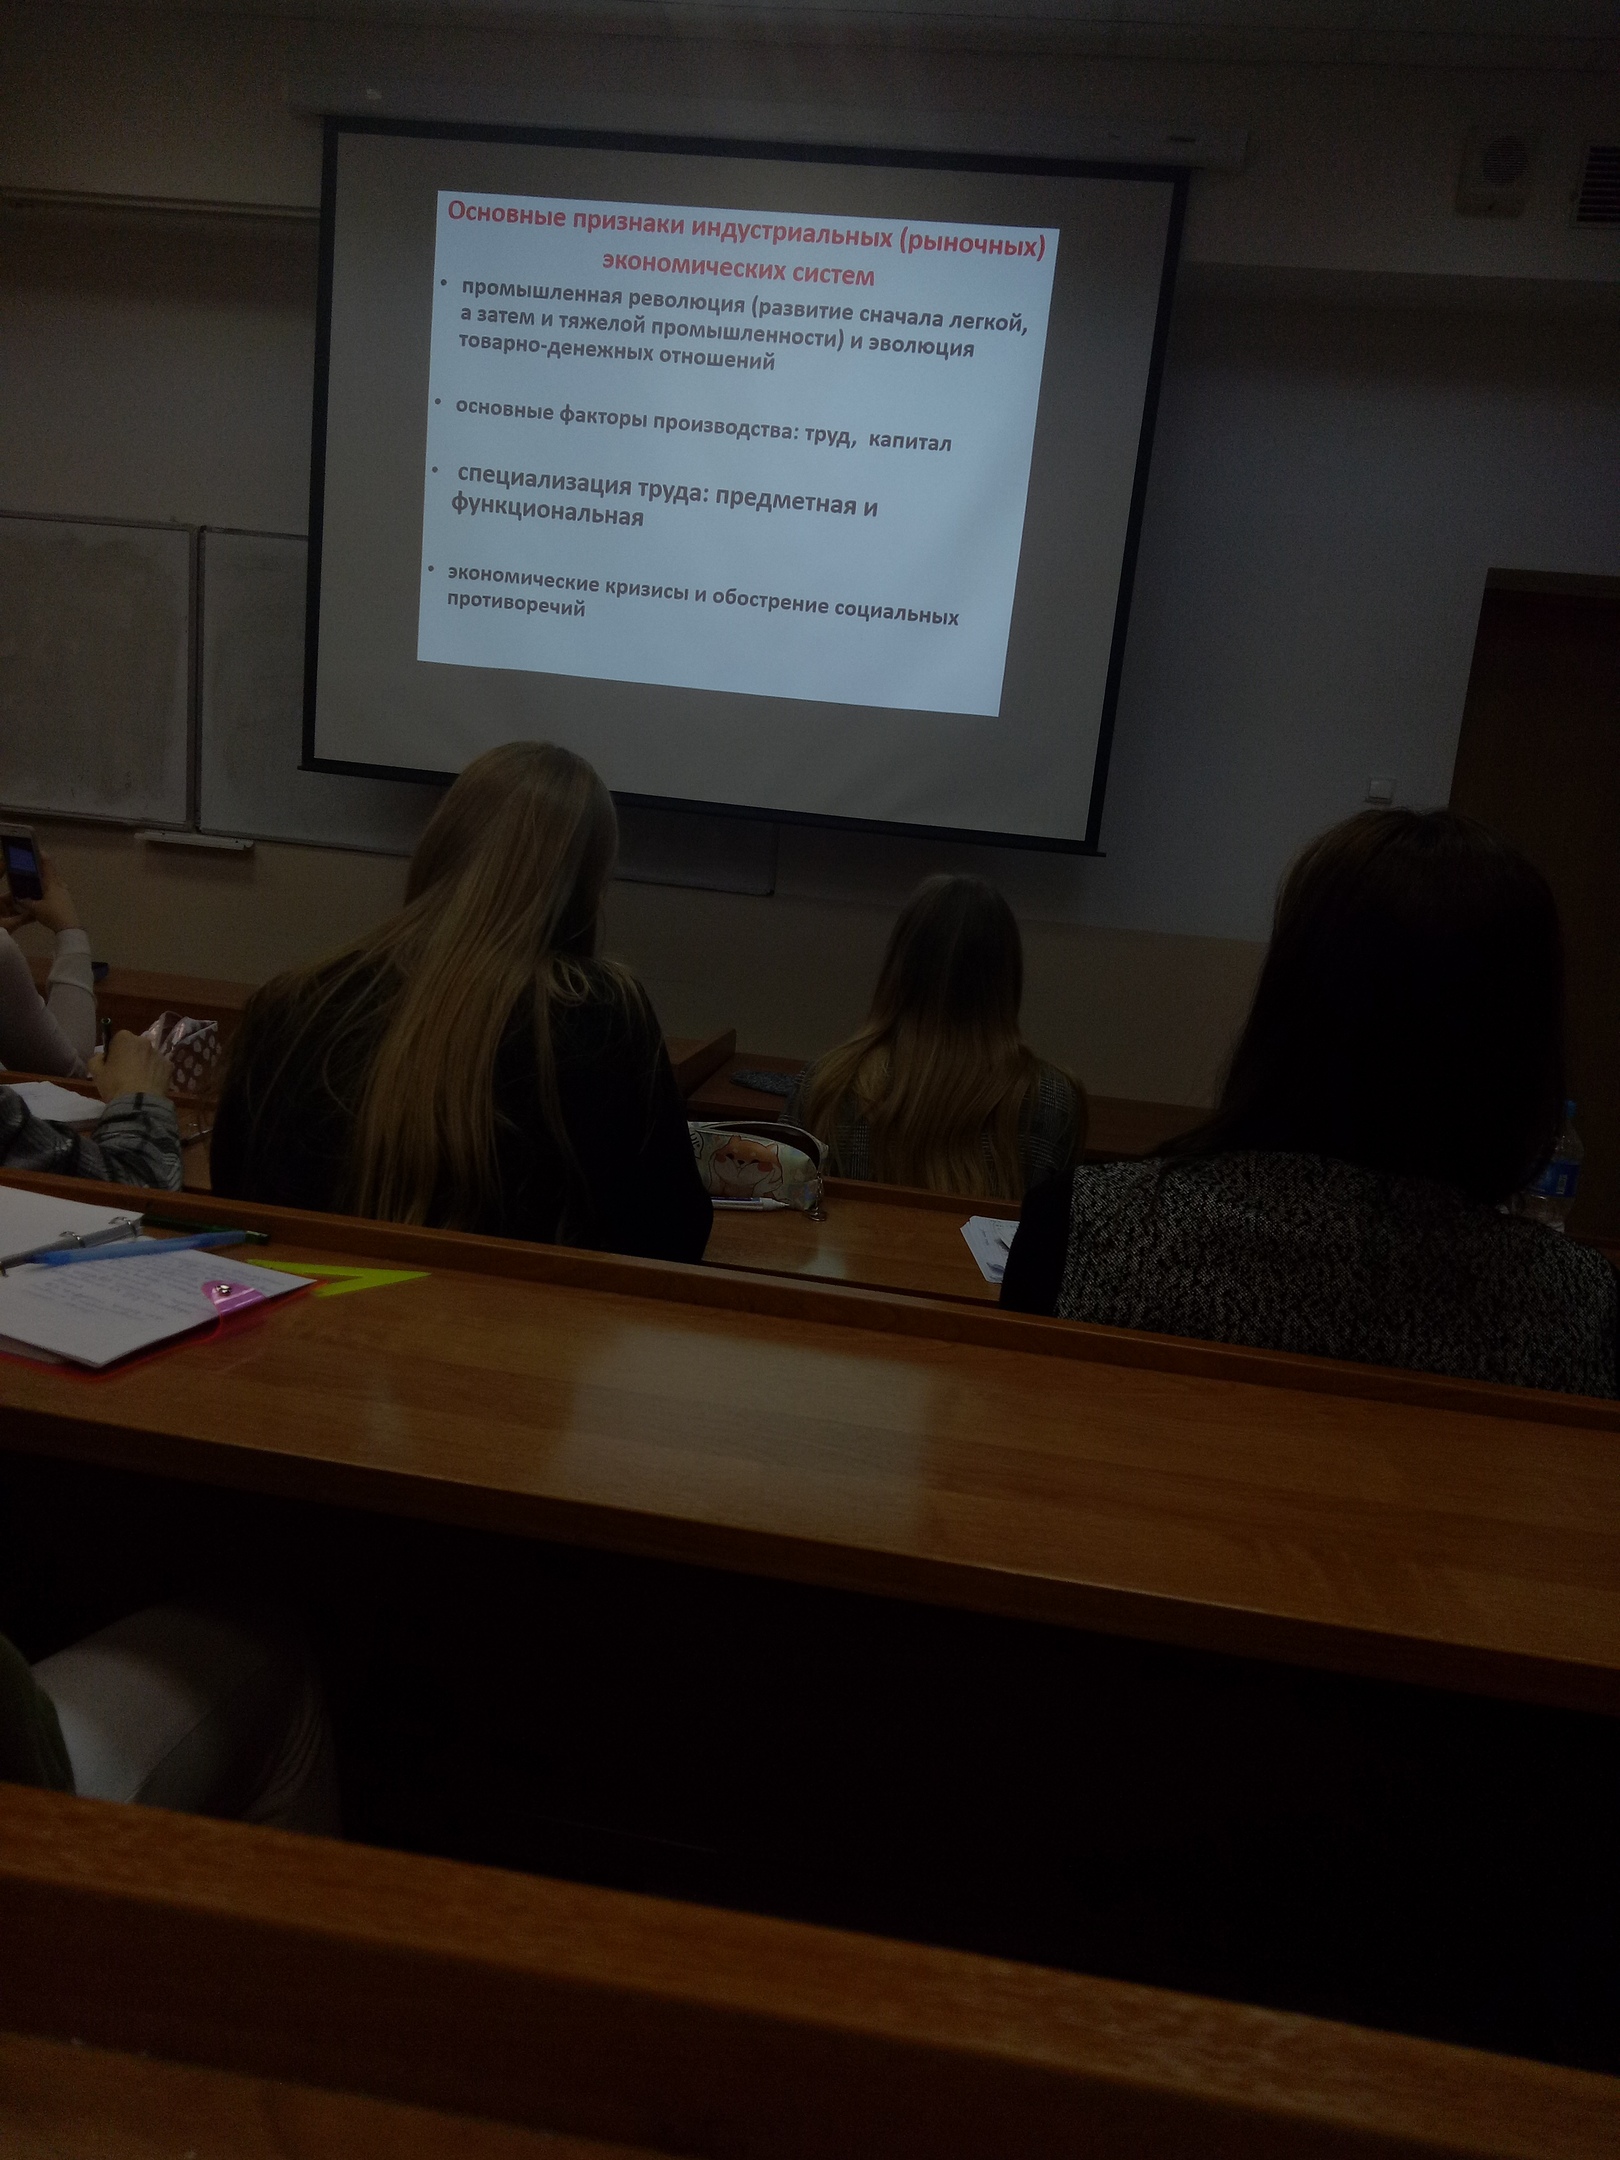 Основные признаки индустриальных (рыночных)
экономических систем
• промышленная революция (развитие сначала легкой,
а затем и тяжелой промышленности) и эволюция
товарно-денежных отношений
• основные факторы производства: труд, капитал
• специализация труда: предметная и
функциональная
• экономические кризисы и обострение социальных
противоречий